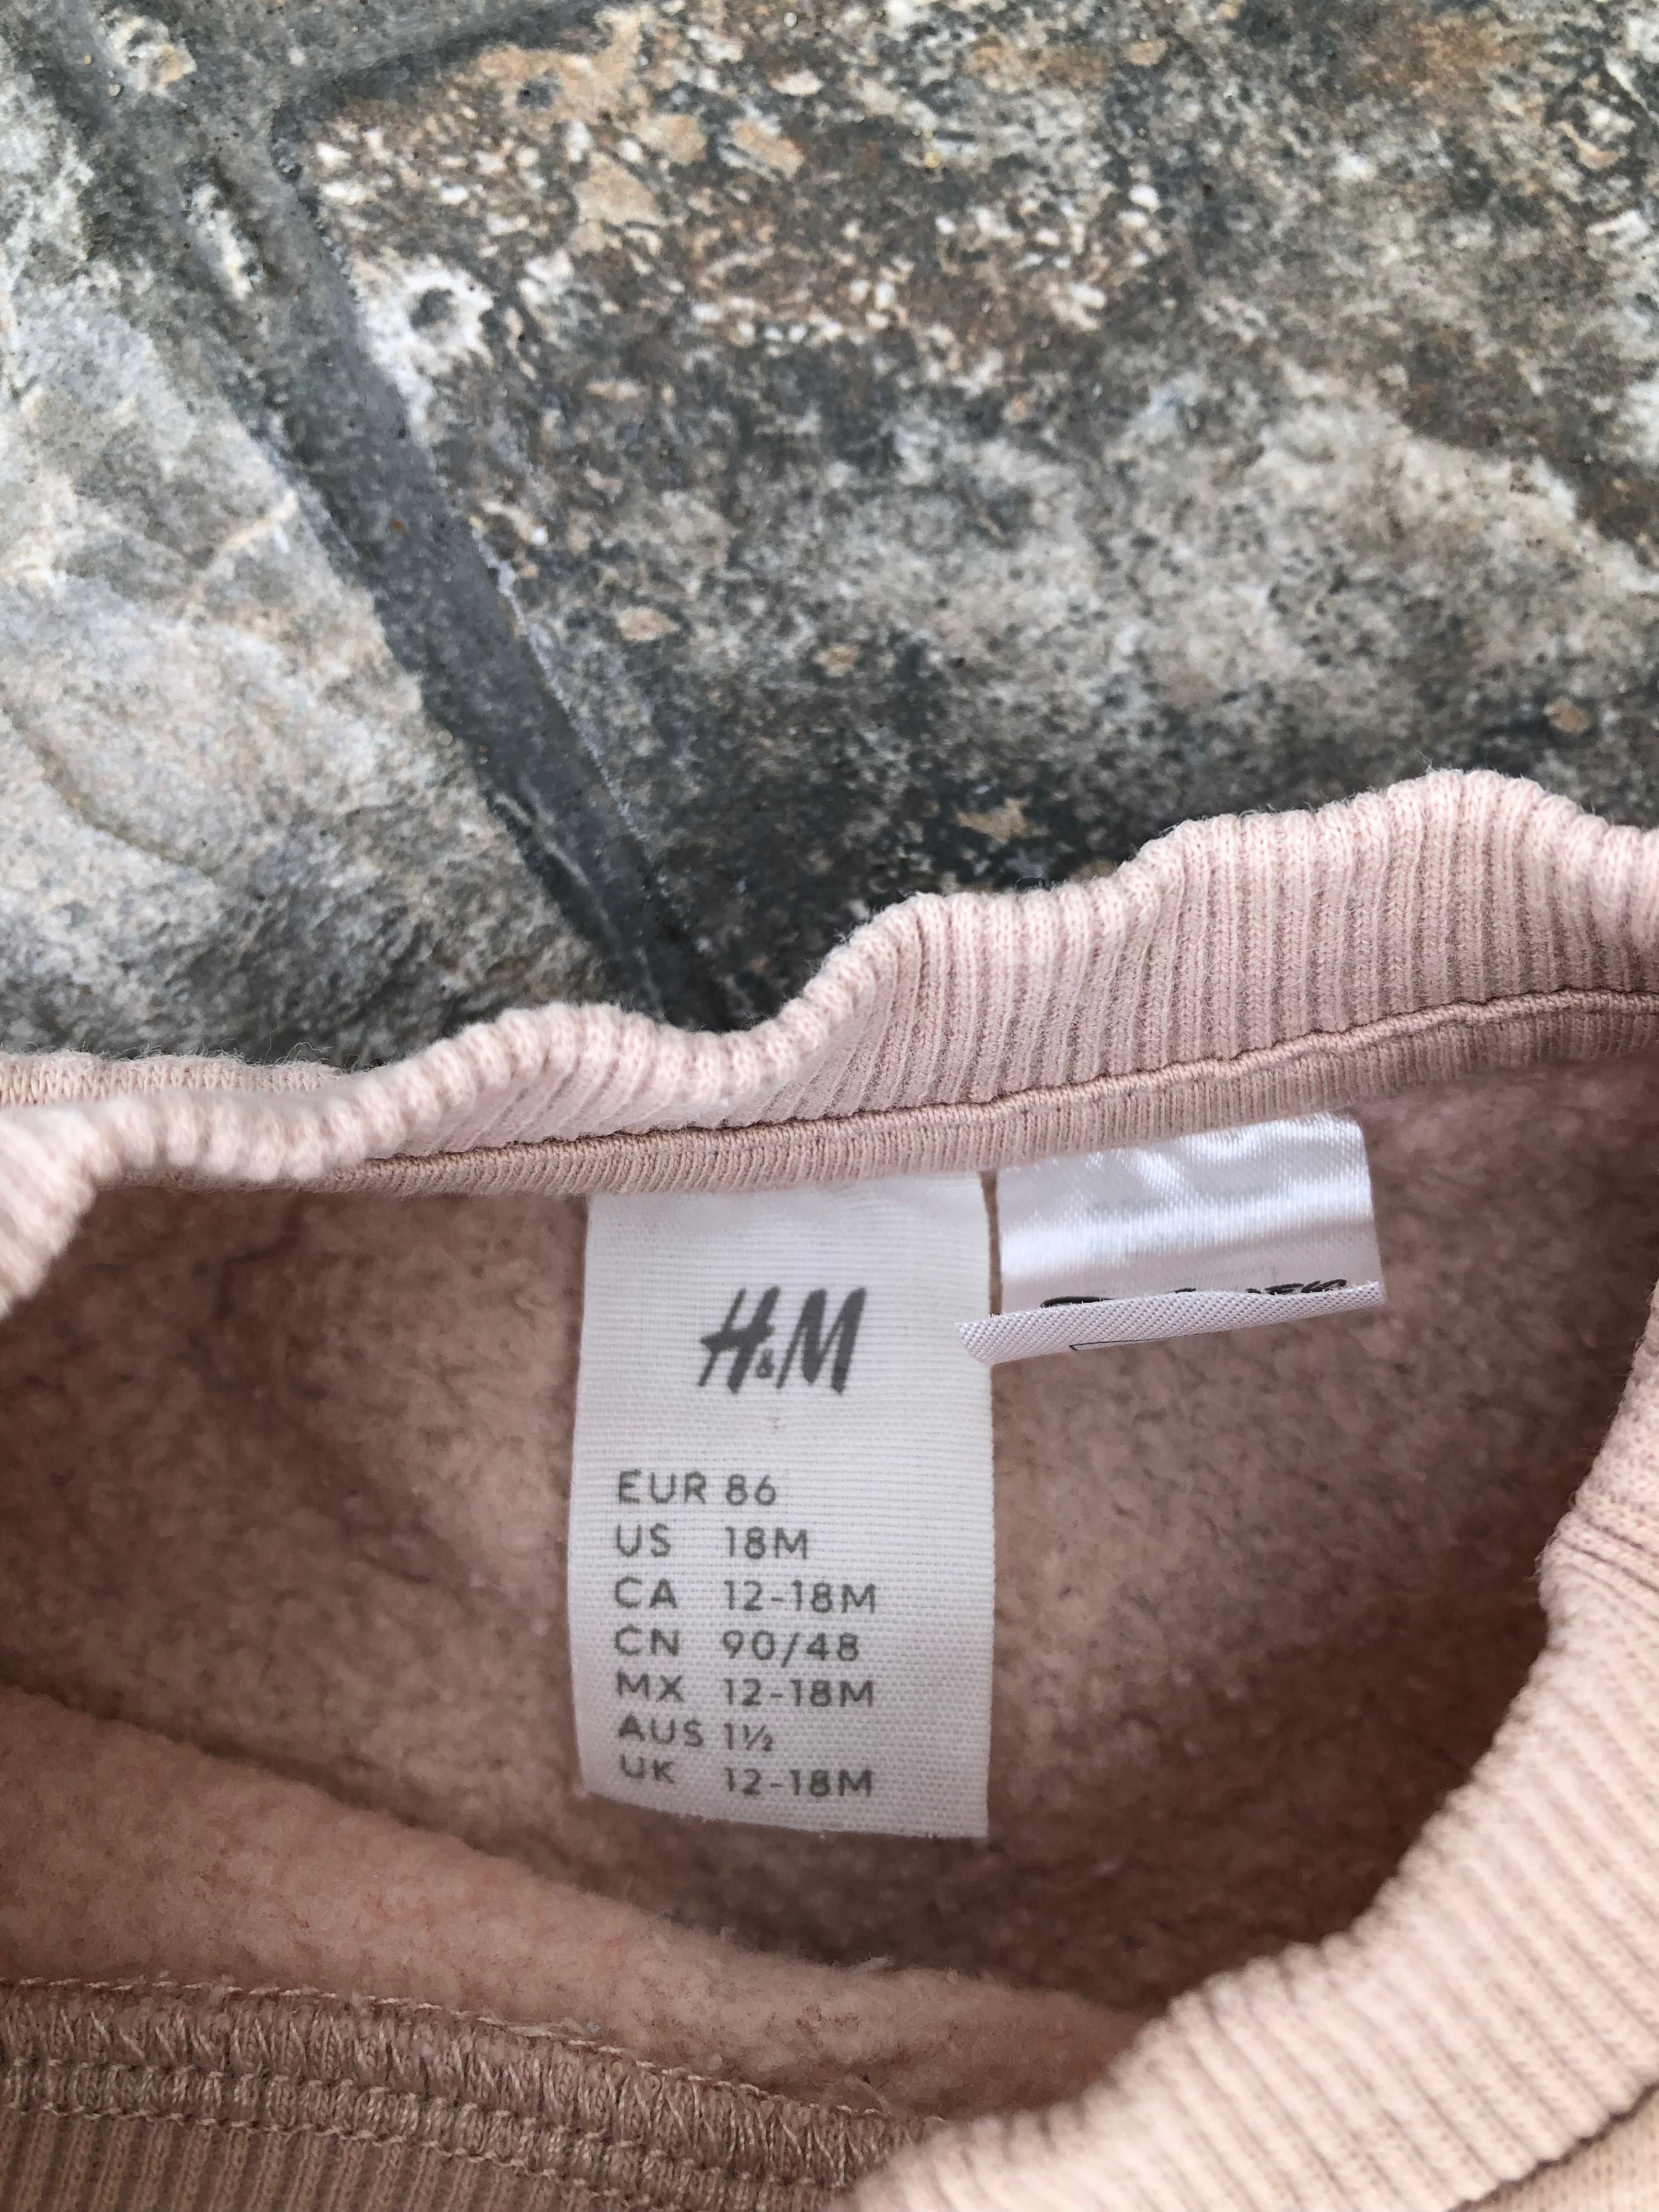 H&M
EUR 86
US 18M
CA 12-18M
CN 90/48
MX 12-18M
AUS 1½
UK 12-18M